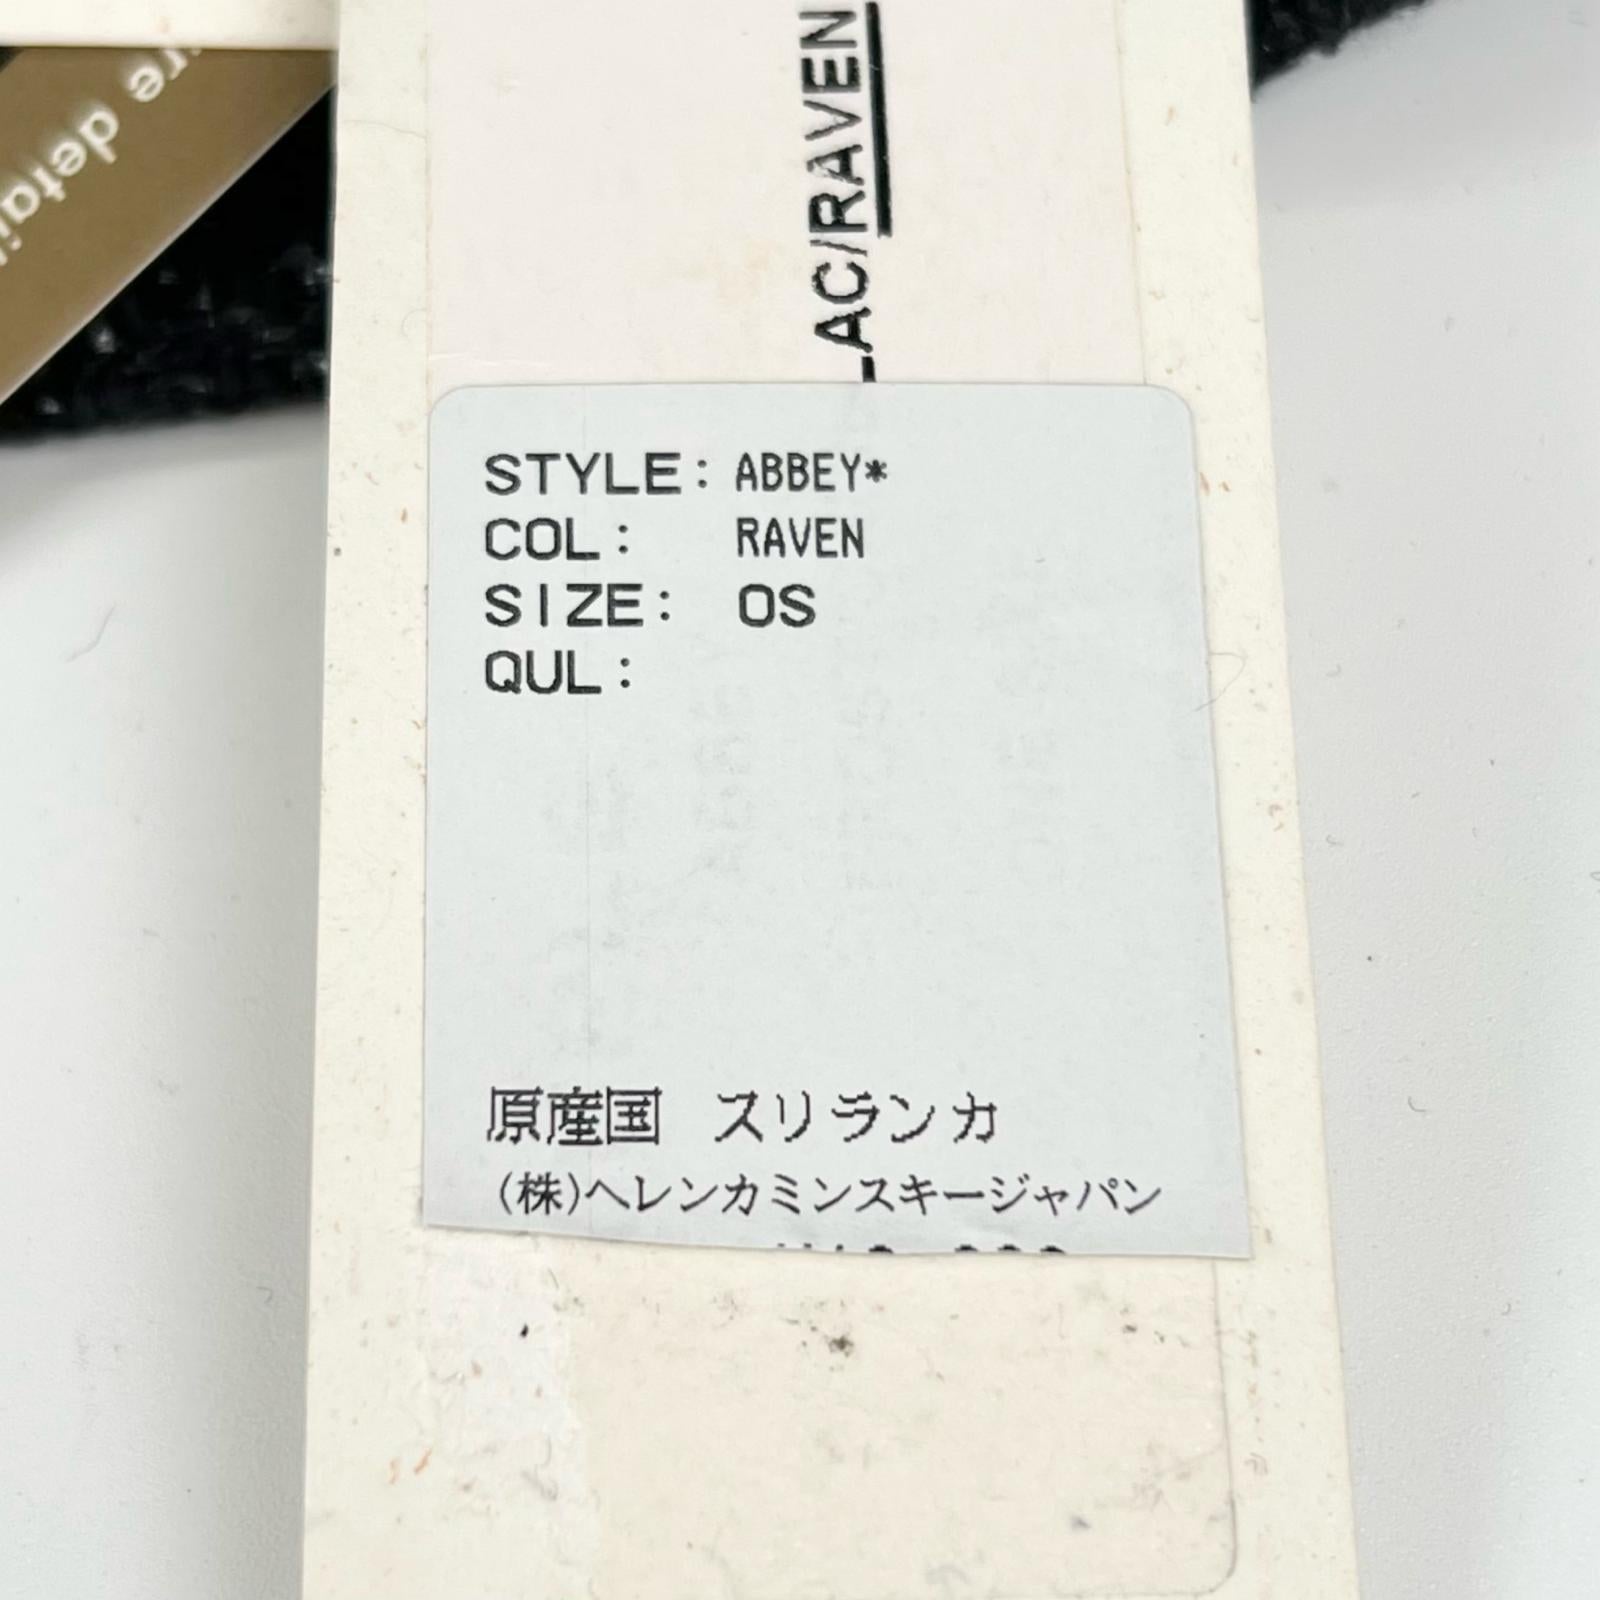 AC/RAVEN
STYLE: ABBEY*
COL: RAVEN
SIZE: OS
QUL:
原産国 スリランカ
(株)ヘレンカミンスキージャパン